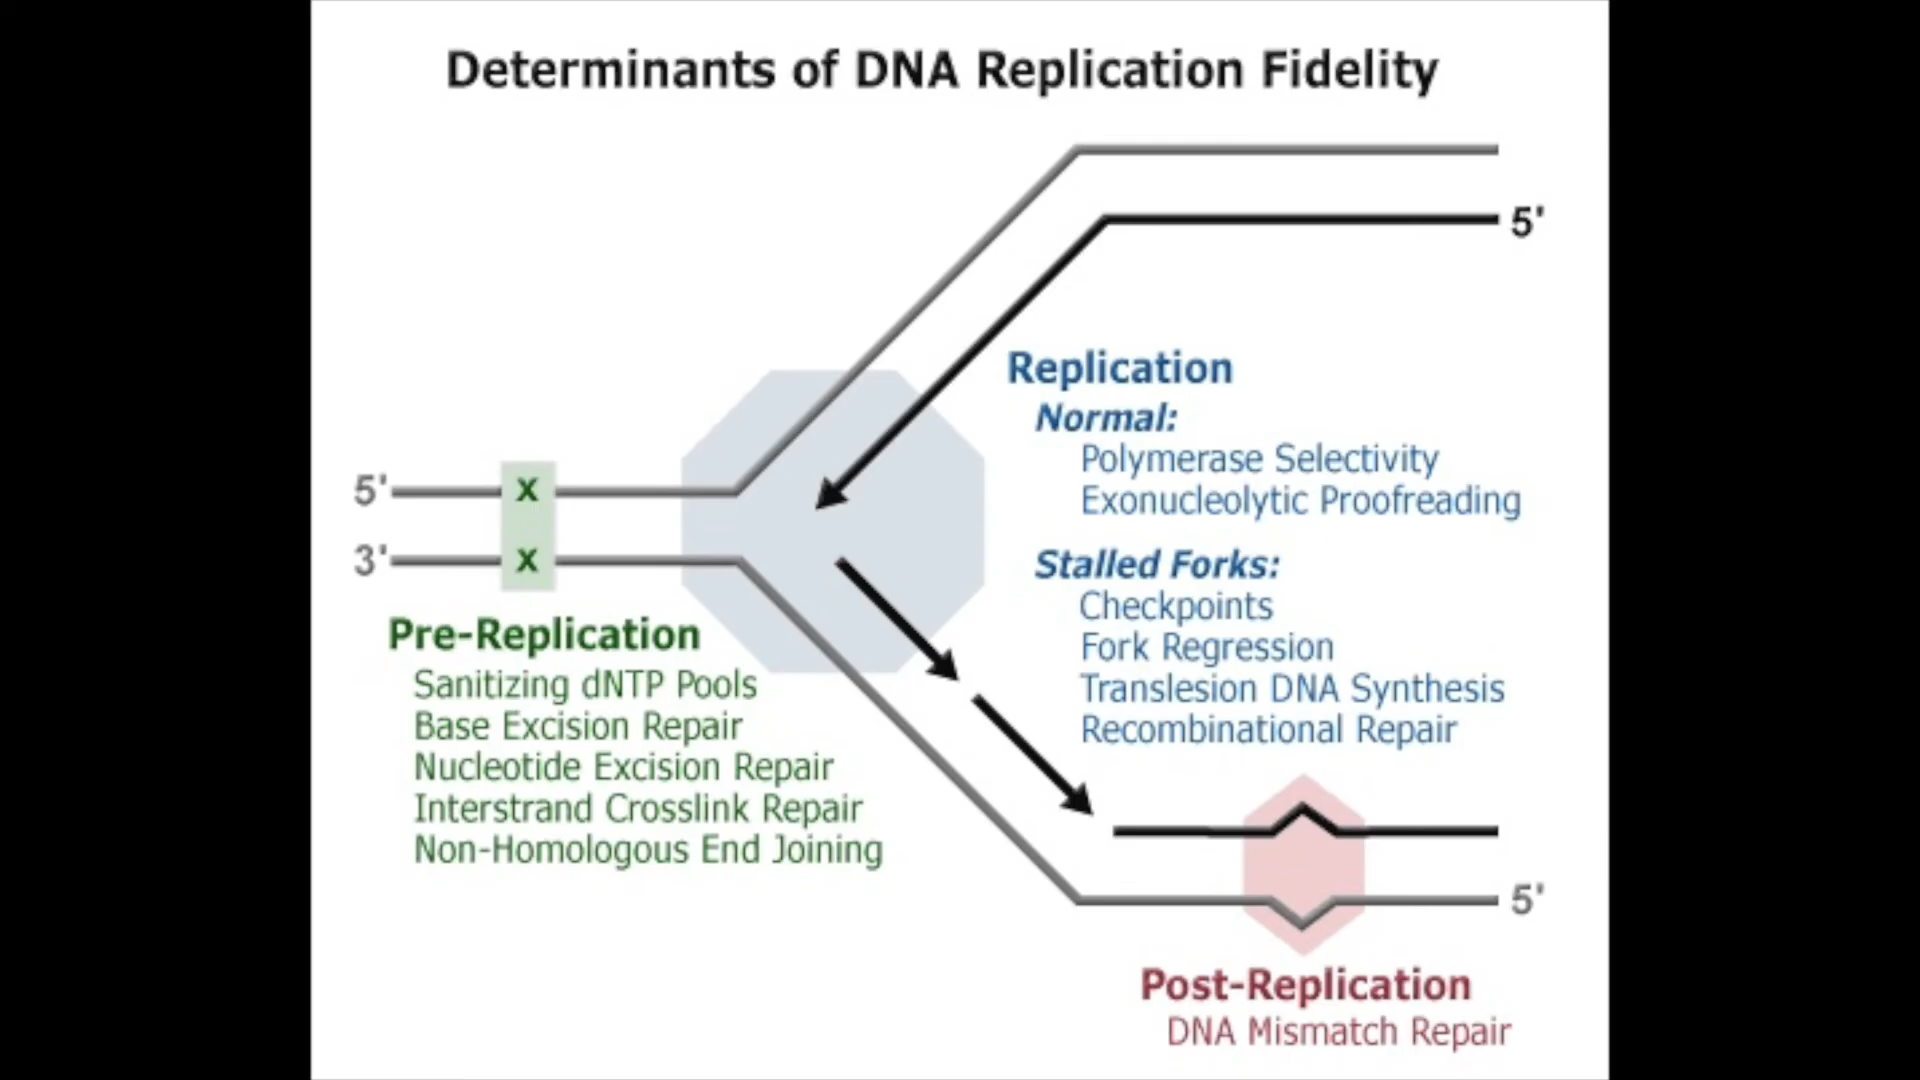 Determinants of DNA Replication Fidelity
5'
Replication
Normal:
Polymerase Selectivity
Exonucleolytic Proofreading
Stalled Forks:
Checkpoints
Fork Regression
Translesion DNA Synthesis
Recombinational Repair
5'
x
3'
x
Pre-Replication
Sanitizing dNTP Pools
Base Excision Repair
Nucleotide Excision Repair
Interstrand Crosslink Repair
Non-Homologous End Joining
5'
Post-Replication
DNA Mismatch Repair